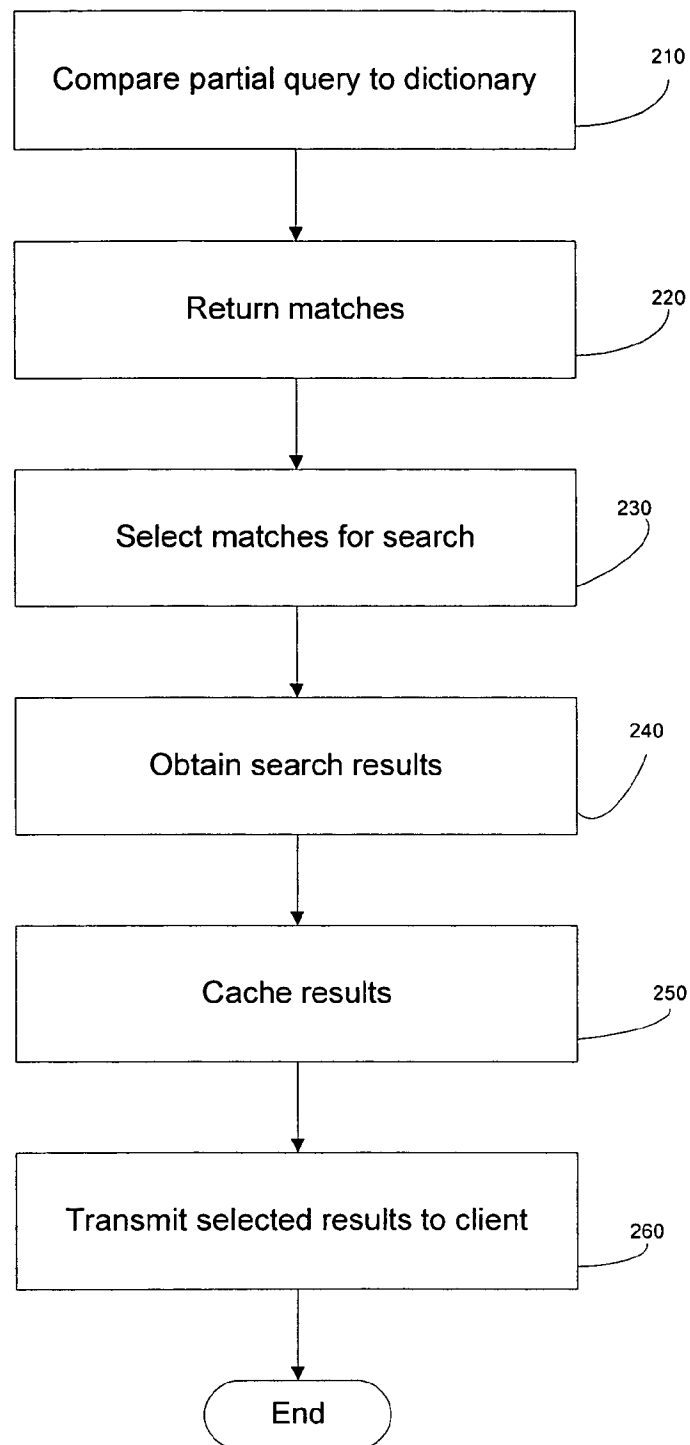 Compare partial query to dictionary
210
Return matches
220
Select matches for search
230
Obtain search results
240
Cache results
250
Transmit selected results to client
260
End